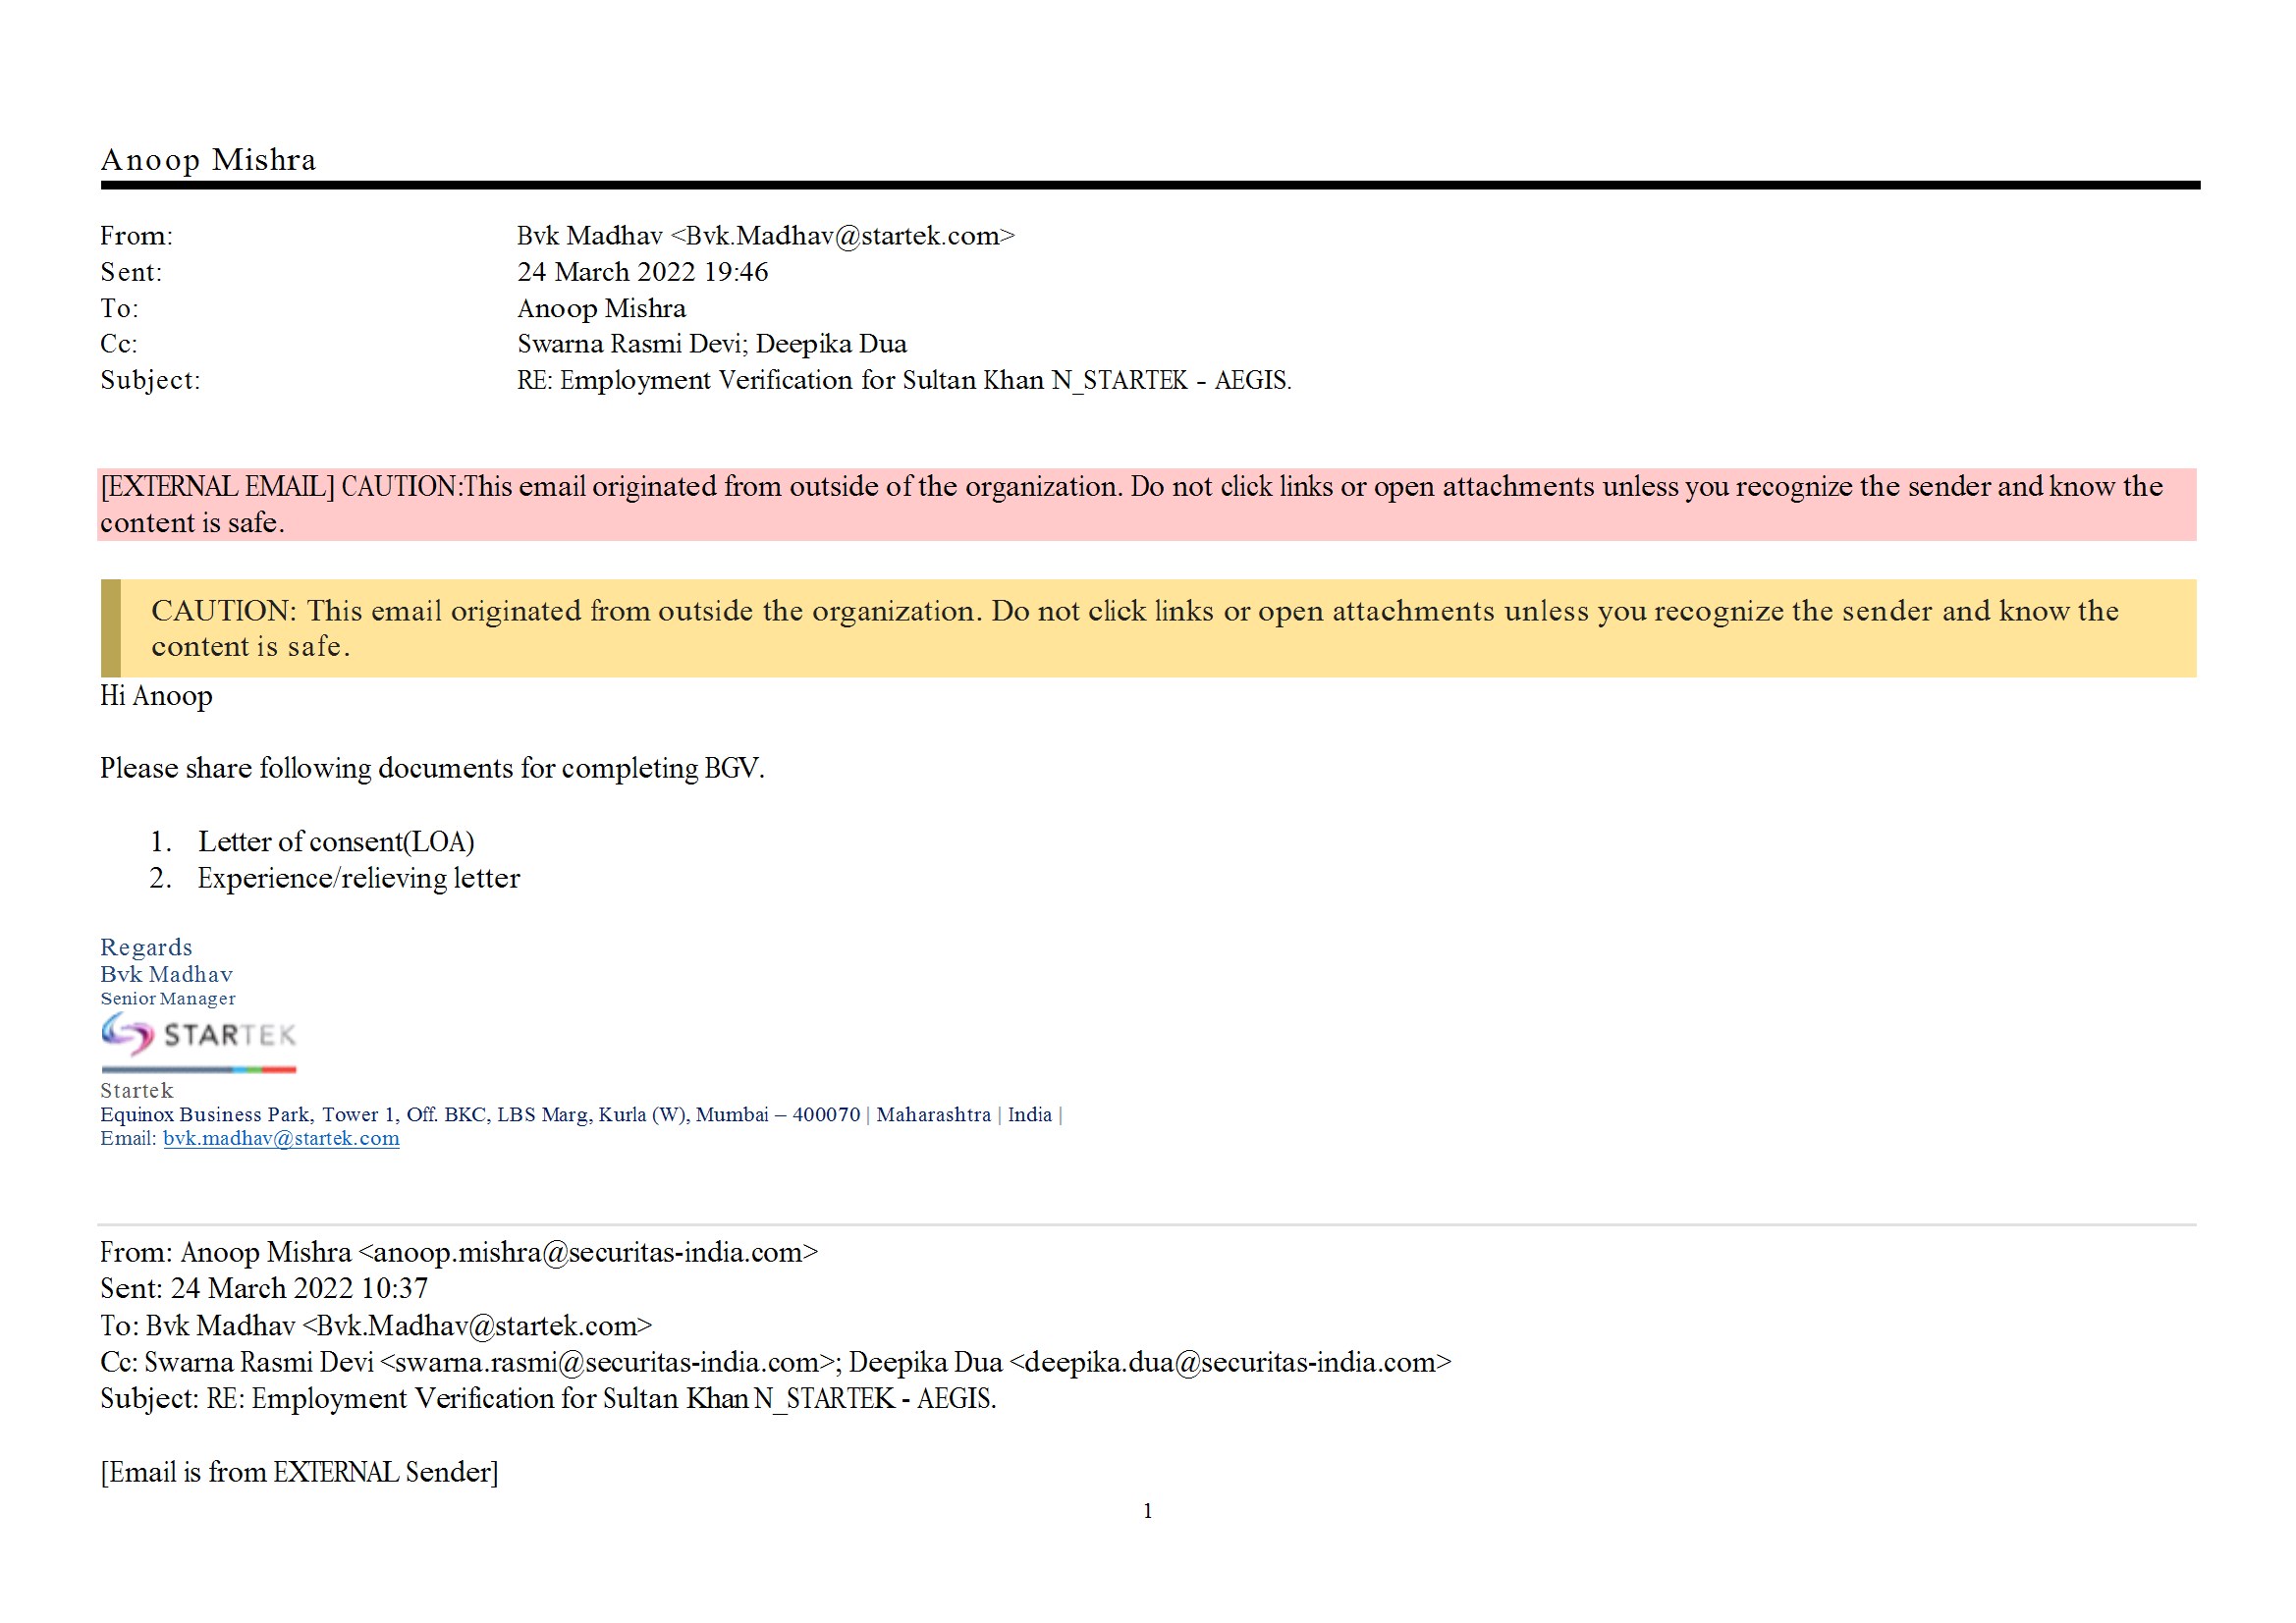 Anoop Mishra
From: Bvk Madhav <Bvk.Madhav@startek.com>
Sent: 24 March 2022 19:46
To: Anoop Mishra
Cc: Swarna Rasmi Devi; Deepika Dua
Subject: RE: Employment Verification for Sultan Khan N_STARTEK - AEGIS.
[EXTERNAL EMAIL] CAUTION:This email originated from outside of the organization. Do not click links or open attachments unless you recognize the sender and know the
content is safe.
CAUTION: This email originated from outside the organization. Do not click links or open attachments unless you recognize the sender and know the
content is safe.
Hi Anoop
Please share following documents for completing BGV.
1. Letter of consent(LOA)
2. Experience/relieving letter
Regards
Bvk Madhav
Senior Manager
STARTEK
Startek
Equinox Business Park, Tower 1, Off. BKC, LBS Marg, Kurla (W), Mumbai – 400070 | Maharashtra | India |
Email: bvk.madhav@startek.com
From: Anoop Mishra <anoop.mishra@securitas-india.com>
Sent: 24 March 2022 10:37
To: Bvk Madhav <Bvk.Madhav@startek.com>
Cc: Swarna Rasmi Devi <swarna.rasmi@securitas-india.com>; Deepika Dua <deepika.dua@securitas-india.com>
Subject: RE: Employment Verification for Sultan Khan N_STARTEK - AEGIS.
[Email is from EXTERNAL Sender]
1